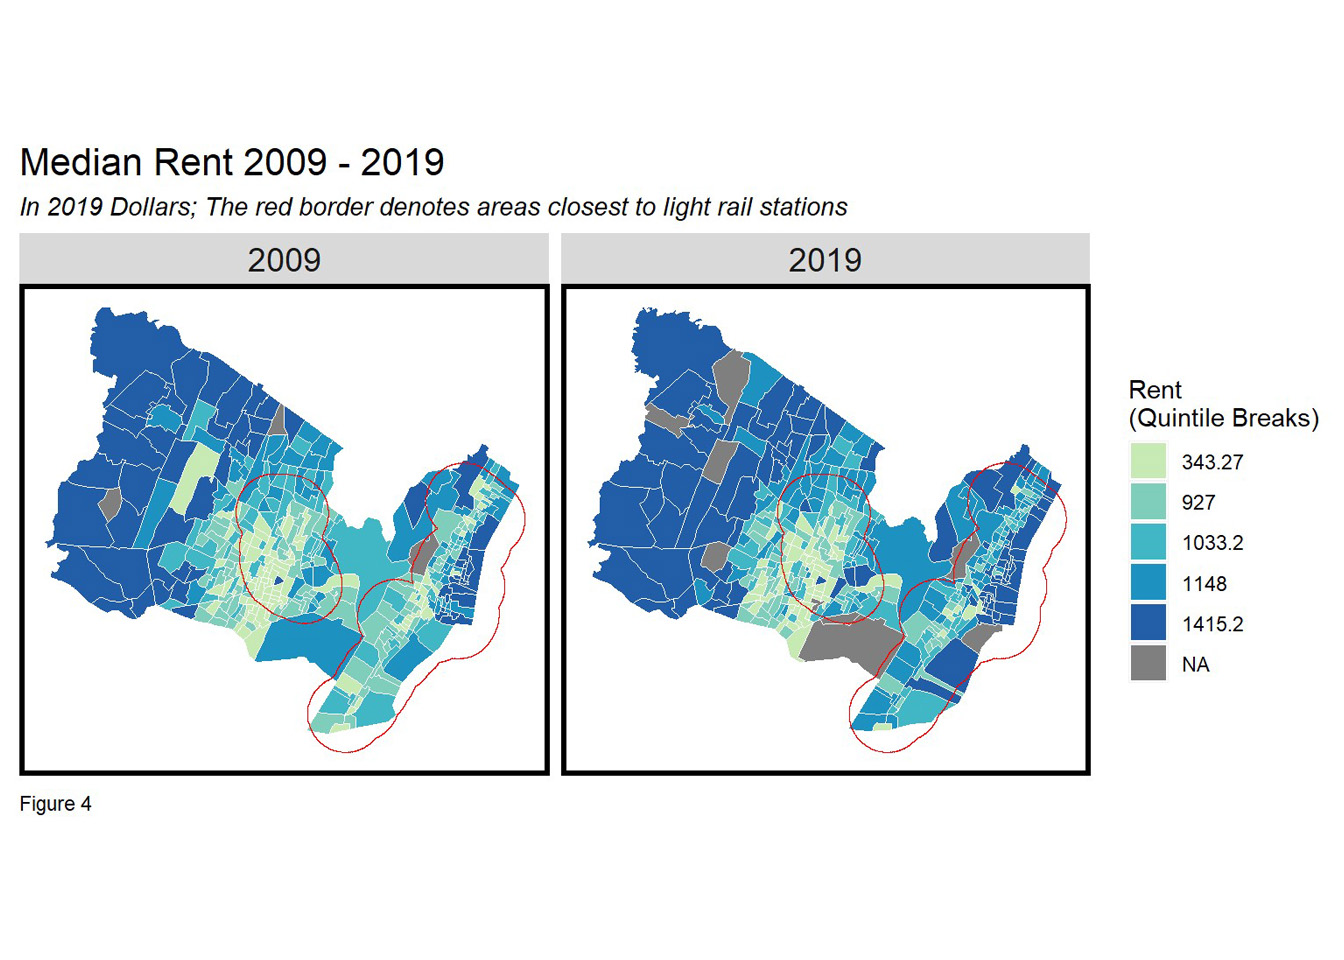 Median Rent 2009 - 2019
In 2019 Dollars; The red border denotes areas closest to light rail stations
2009
2019
Rent
(Quintile Breaks)
343.27
927
1033.2
1148
1415.2
NA
Figure 4